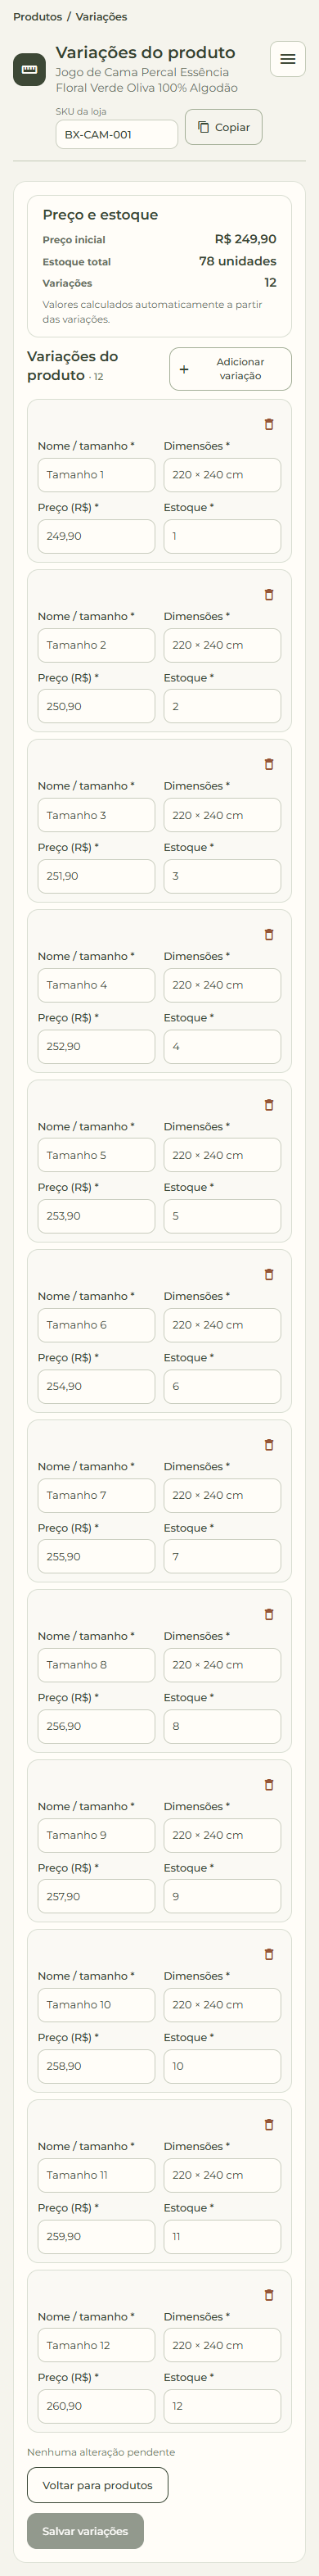 Produtos / Variações
Variações do produto
Jogo de Cama Percal Essência
Floral Verde Oliva 100% Algodão
SKU da loja
BX-CAM-001
Copiar
Preço e estoque
Preço inicial R$ 249,90
Estoque total 78 unidades
Variações 12
Valores calculados automaticamente a partir
das variações.
Variações do
produto · 12
Adicionar
variação
Nome / tamanho * Dimensões *
Tamanho 1 220 × 240 cm
Preço (R$) * Estoque *
249,90 1
Nome / tamanho * Dimensões *
Tamanho 2 220 × 240 cm
Preço (R$) * Estoque *
250,90 2
Nome / tamanho * Dimensões *
Tamanho 3 220 × 240 cm
Preço (R$) * Estoque *
251,90 3
Nome / tamanho * Dimensões *
Tamanho 4 220 × 240 cm
Preço (R$) * Estoque *
252,90 4
Nome / tamanho * Dimensões *
Tamanho 5 220 × 240 cm
Preço (R$) * Estoque *
253,90 5
Nome / tamanho * Dimensões *
Tamanho 6 220 × 240 cm
Preço (R$) * Estoque *
254,90 6
Nome / tamanho * Dimensões *
Tamanho 7 220 × 240 cm
Preço (R$) * Estoque *
255,90 7
Nome / tamanho * Dimensões *
Tamanho 8 220 × 240 cm
Preço (R$) * Estoque *
256,90 8
Nome / tamanho * Dimensões *
Tamanho 9 220 × 240 cm
Preço (R$) * Estoque *
257,90 9
Nome / tamanho * Dimensões *
Tamanho 10 220 × 240 cm
Preço (R$) * Estoque *
258,90 10
Nome / tamanho * Dimensões *
Tamanho 11 220 × 240 cm
Preço (R$) * Estoque *
259,90 11
Nome / tamanho * Dimensões *
Tamanho 12 220 × 240 cm
Preço (R$) * Estoque *
260,90 12
Nenhuma alteração pendente
Voltar para produtos
Salvar variações